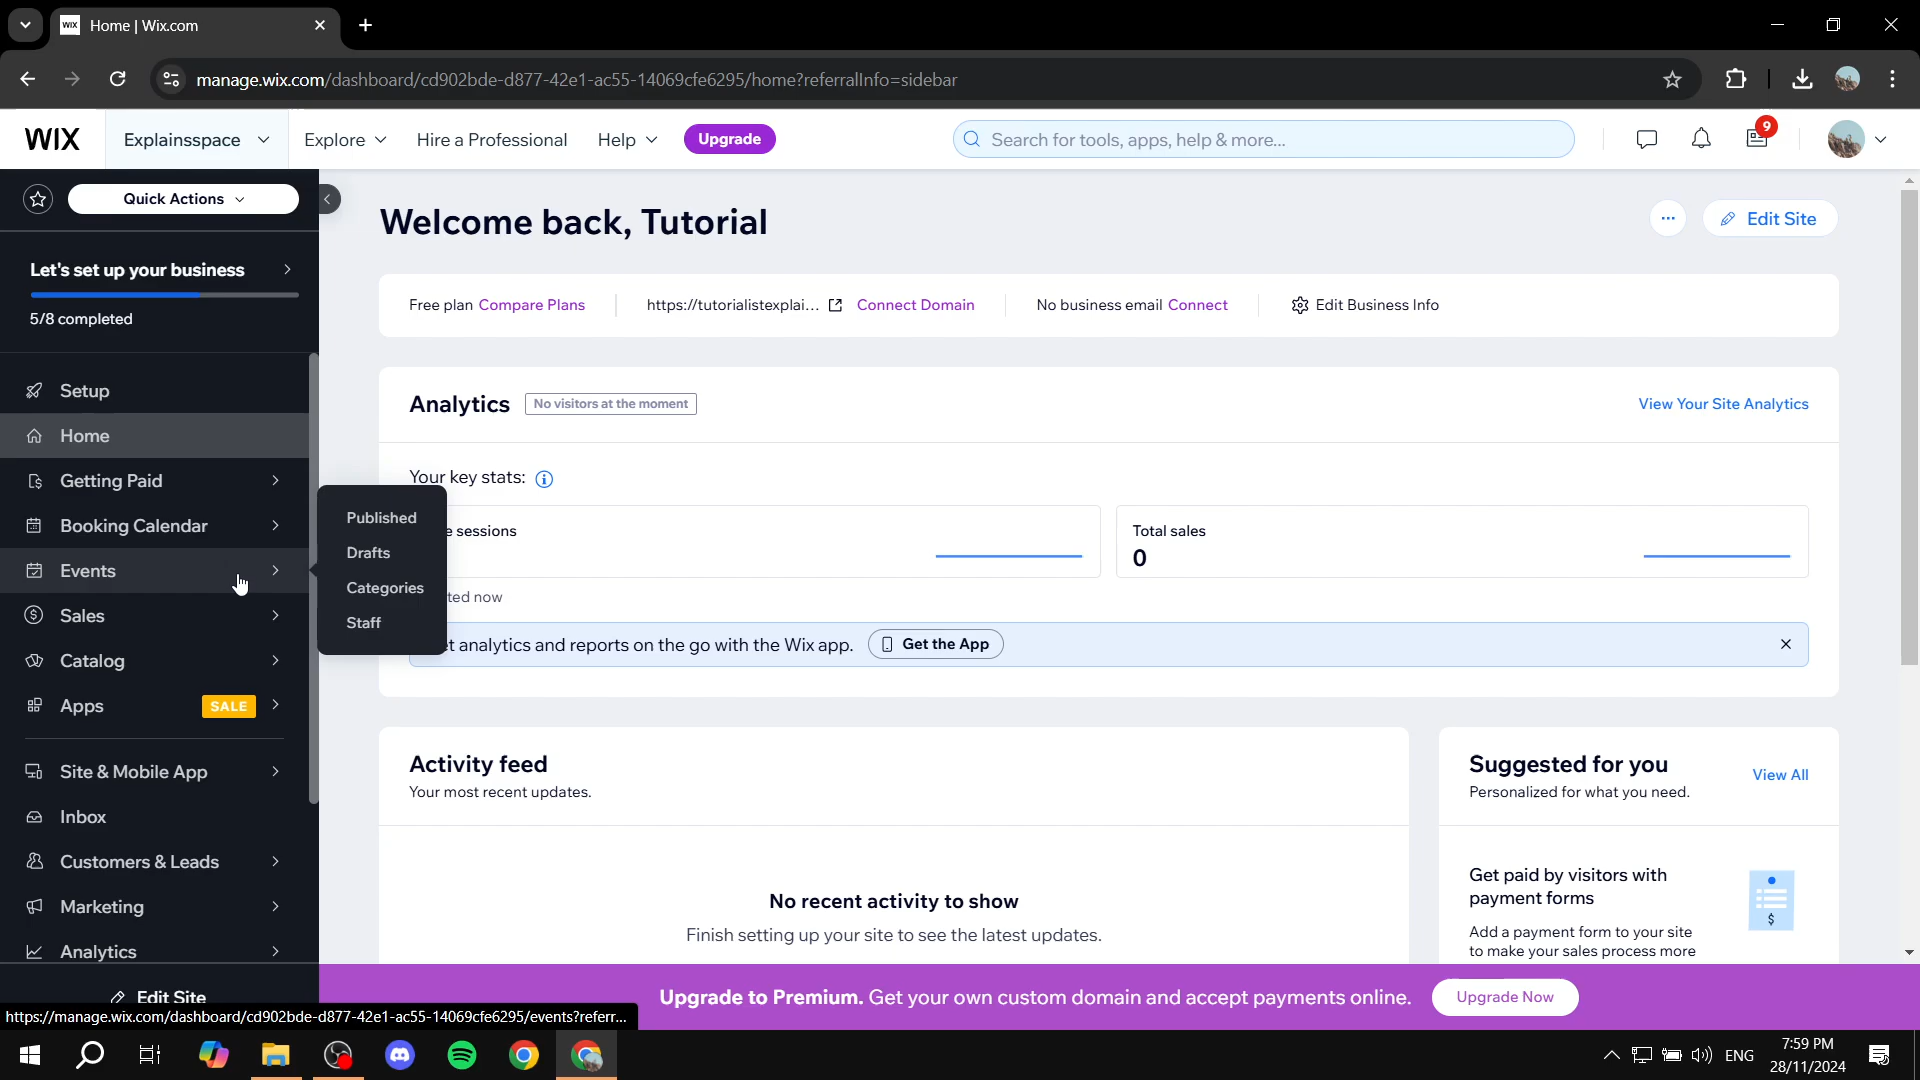 WIX Home | Wix.com
manage.wix.com/dashboard/cd902bde-d877-42e1-ac55-14069cfe6295/home?referralInfo=sidebar
WIX Explainsspace Explore Hire a Professional Help Upgrade Search for tools, apps, help & more... 9
Quick Actions
Let's set up your business
5/8 completed
Setup
Home
Getting Paid
Booking Calendar
Events
Sales
Catalog
Apps SALE
Site & Mobile App
Inbox
Customers & Leads
Marketing
Analytics
Edit Site
https://manage.wix.com/dashboard/cd902bde-d877-42e1-ac55-14069cfe6295/events?referr...
Published
Drafts
Categories
Staff
Welcome back, Tutorial
Edit Site
Free plan Compare Plans https://tutorialistexplai... Connect Domain No business email Connect Edit Business Info
Analytics No visitors at the moment View Your Site Analytics
Your key stats:
sessions
Total sales
0
now
analytics and reports on the go with the Wix app. Get the App
Activity feed
Your most recent updates.
No recent activity to show
Finish setting up your site to see the latest updates.
Suggested for you
View All
Personalized for what you need.
Get paid by visitors with
payment forms
Add a payment form to your site
to make your sales process more
Upgrade to Premium. Get your own custom domain and accept payments online. Upgrade Now
ENG
7:59 PM
28/11/2024